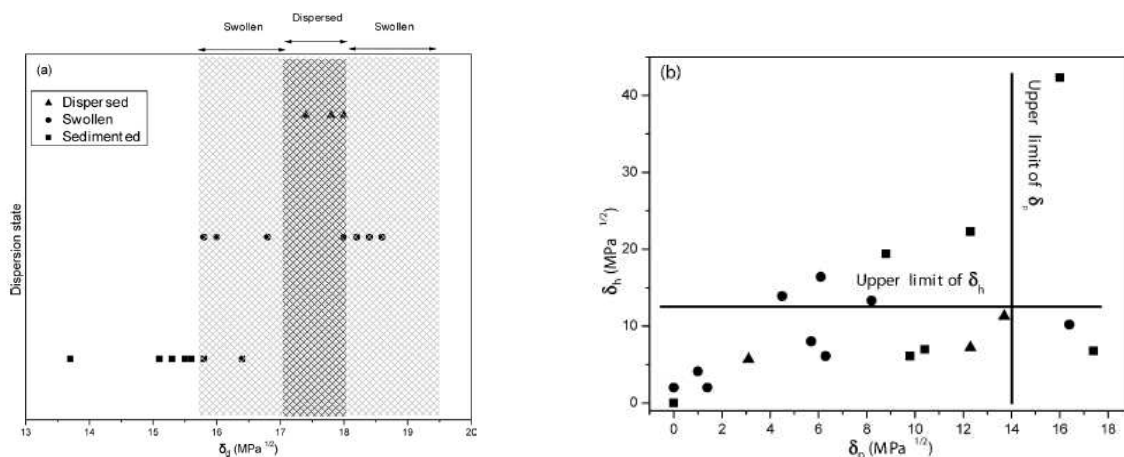 Swollen
Dispersed
Swollen
(a)
Dispersed
Swollen
Sedimented
Dispersion state
13
14
15
16
17
18
19
20
δd (MPa 1/2)
(b)
Upper limit of δp
Upper limit of δh
δh (MPa 1/2)
40
30
20
10
0
0
2
4
6
8
10
12
14
16
18
δp (MPa 1/2)